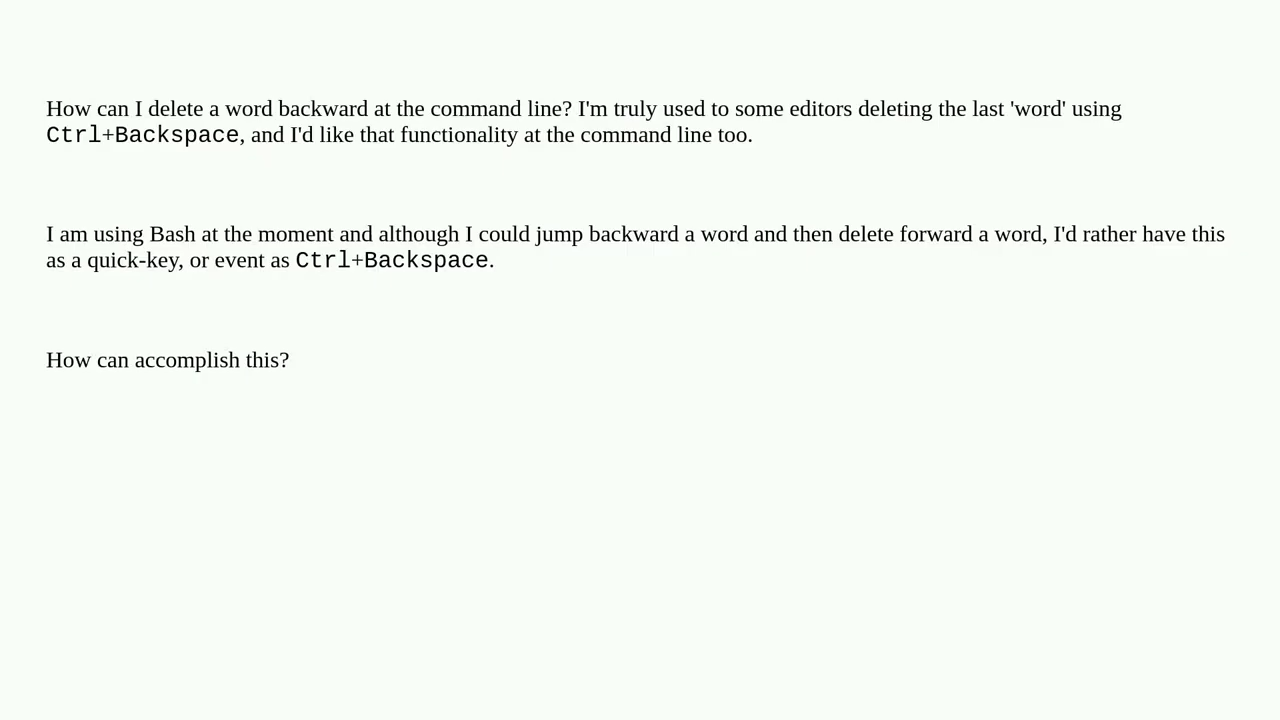 How can I delete a word backward at the command line? I'm truly used to some editors deleting the last 'word' using
Ctrl+Backspace, and I'd like that functionality at the command line too.
I am using Bash at the moment and although I could jump backward a word and then delete forward a word, I'd rather have this
as a quick-key, or event as Ctrl+Backspace.
How can accomplish this?